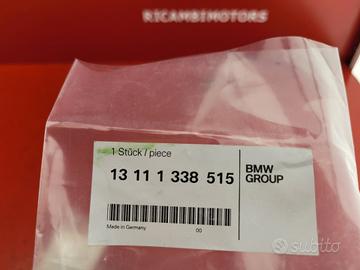 RICAMBIMOTORS
1 Stück / piece
13 11 1 338 515
BMW
GROUP
Made in Germany
00
subito